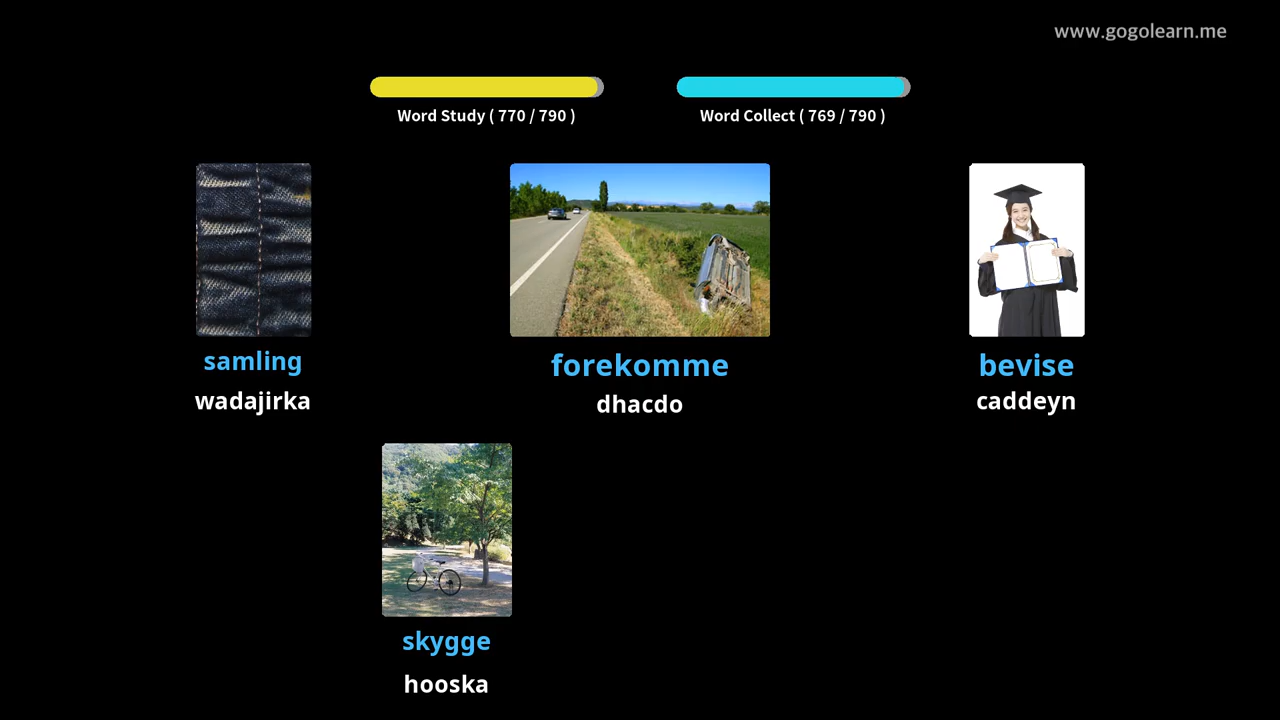 www.gogolearn.me
Word Study ( 770 / 790 )
Word Collect ( 769 / 790 )
samling
wadajirka
forekomme
dhacdo
bevise
caddeyn
skygge
hooska